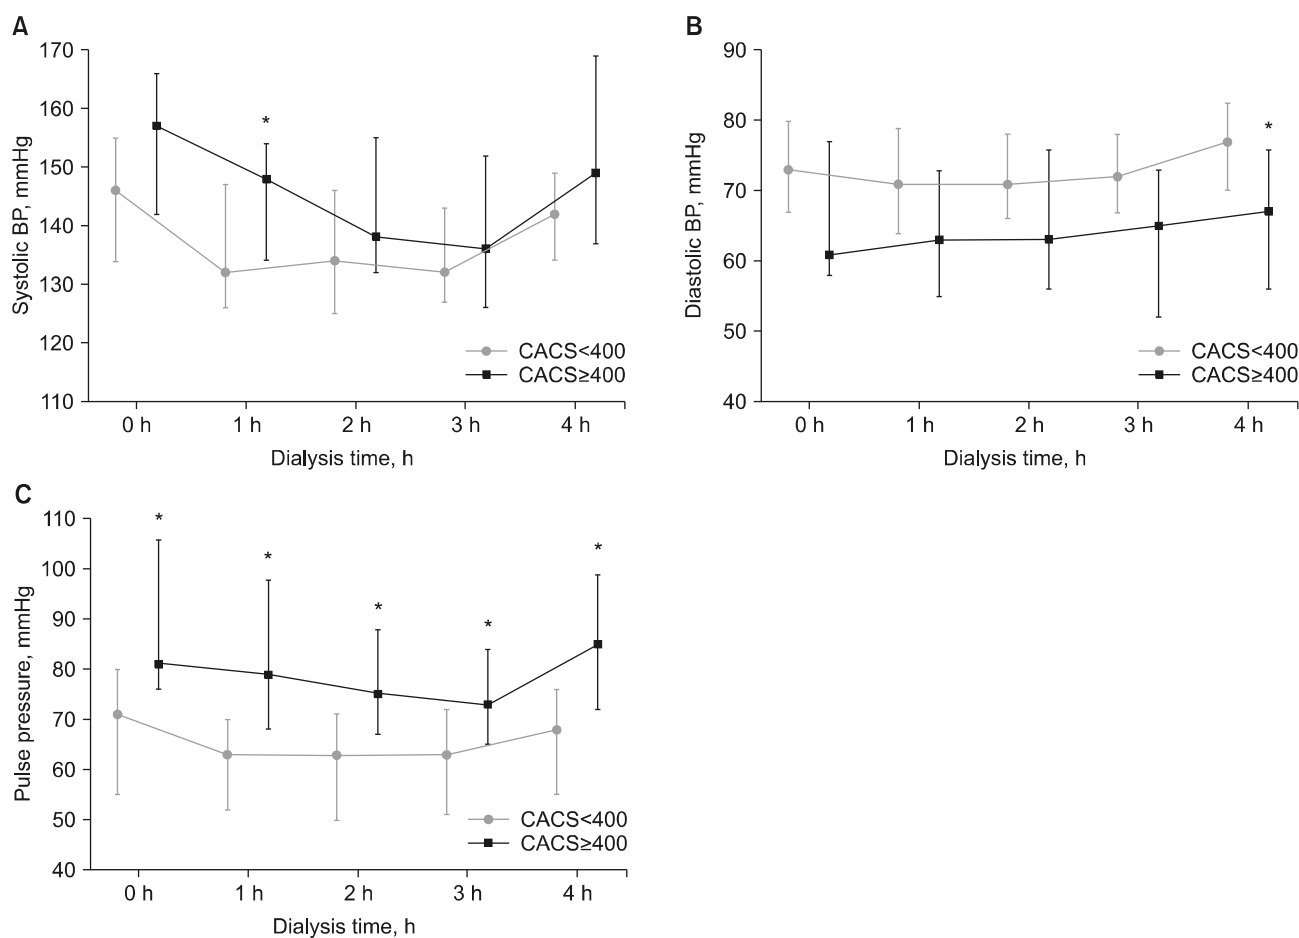 A
Systolic BP, mmHg
170
160
150
140
130
120
110
*
CACS<400
CACS≥400
0 h 1 h 2 h 3 h 4 h
Dialysis time, h
B
Diastolic BP, mmHg
90
80
70
60
50
40
*
CACS<400
CACS≥400
0 h 1 h 2 h 3 h 4 h
Dialysis time, h
C
Pulse pressure, mmHg
110
100
90
80
70
60
50
40
* * * * *
CACS<400
CACS≥400
0 h 1 h 2 h 3 h 4 h
Dialysis time, h